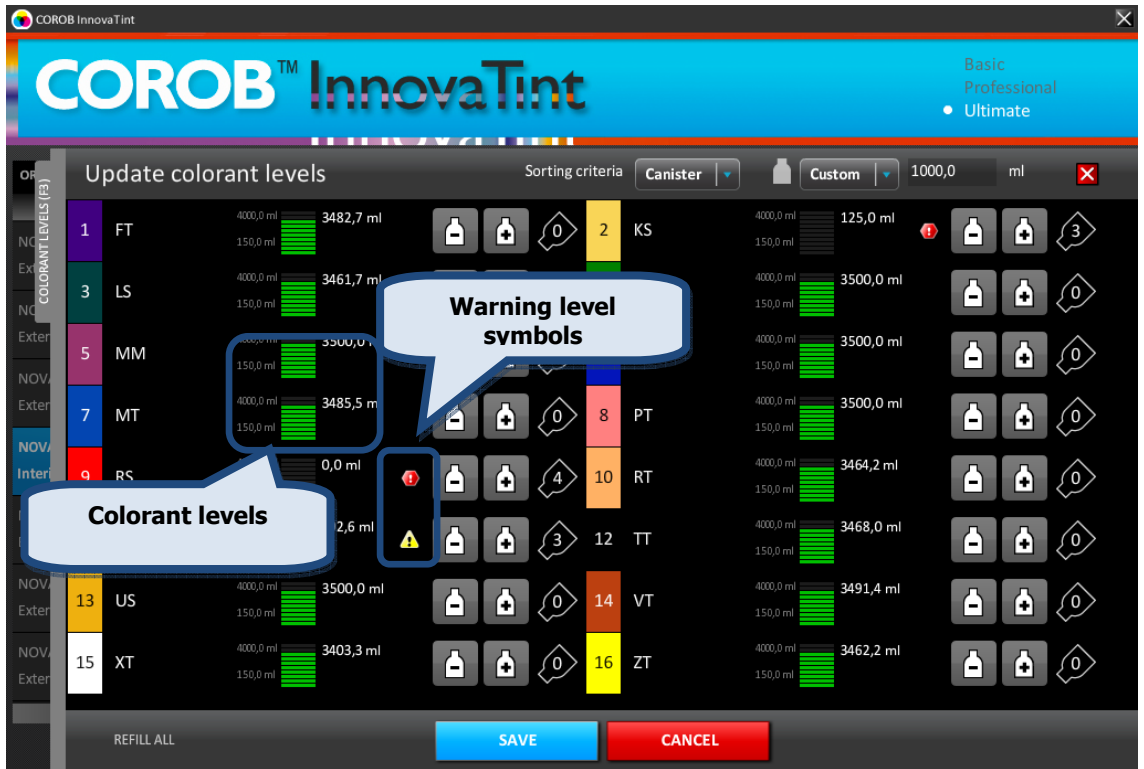 COROB InnovaTint
COROB™ InnovaTint
Basic
Professional
Ultimate
Update colorant levels
Sorting criteria
Canister
Custom
1000,0
ml
COLORANT LEVELS (F3)
1 FT 4000,0 ml 3482,7 ml 0
150,0 ml
2 KS 4000,0 ml 125,0 ml 3
150,0 ml
3 LS 4000,0 ml 3461,7 ml
150,0 ml
4000,0 ml 3500,0 ml 0
150,0 ml
5 MM
150,0 ml
4000,0 ml 3500,0 ml 0
150,0 ml
7 MT 4000,0 ml 3485,5 m 0
150,0 ml
8 PT 4000,0 ml 3500,0 ml 0
150,0 ml
9 RS 0,0 ml 4
10 RT 4000,0 ml 3464,2 ml 0
150,0 ml
2,6 ml 3
12 TT 4000,0 ml 3468,0 ml 0
150,0 ml
13 US 4000,0 ml 3500,0 ml 0
150,0 ml
14 VT 4000,0 ml 3491,4 ml 0
150,0 ml
15 XT 4000,0 ml 3403,3 ml 0
150,0 ml
16 ZT 4000,0 ml 3462,2 ml 0
150,0 ml
Warning level
symbols
Colorant levels
REFILL ALL
SAVE
CANCEL